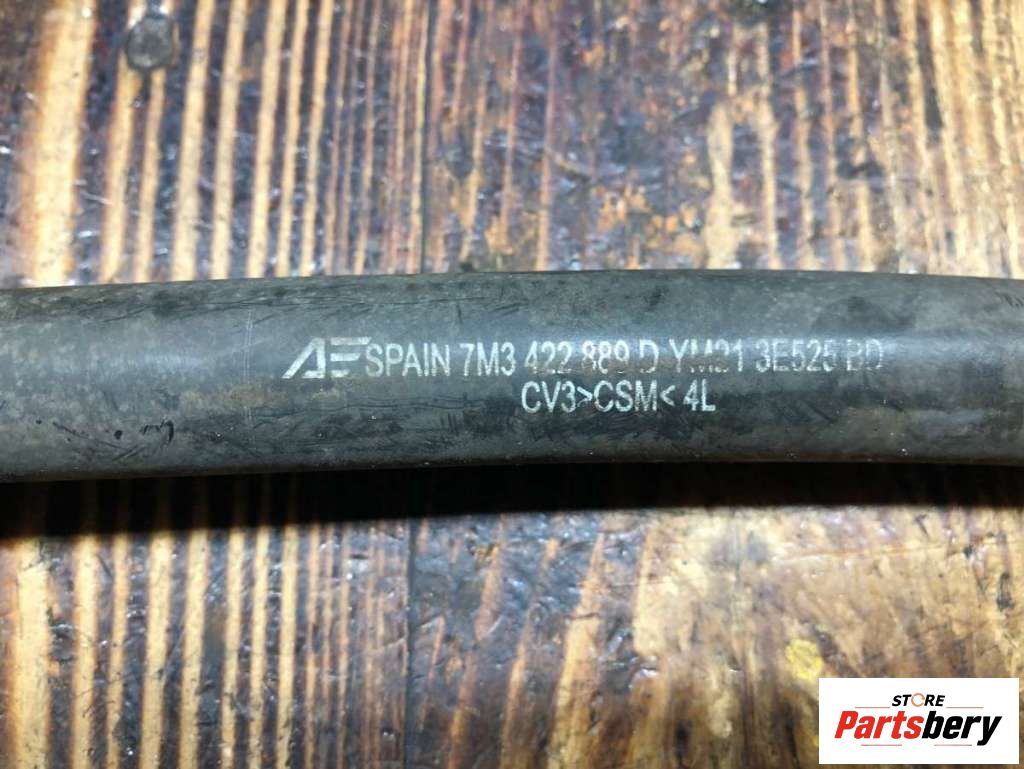 AE SPAIN 7M3 422 889 D YM21 3E525 BD
CV3>CSM< 4L
STORE
Partsbery